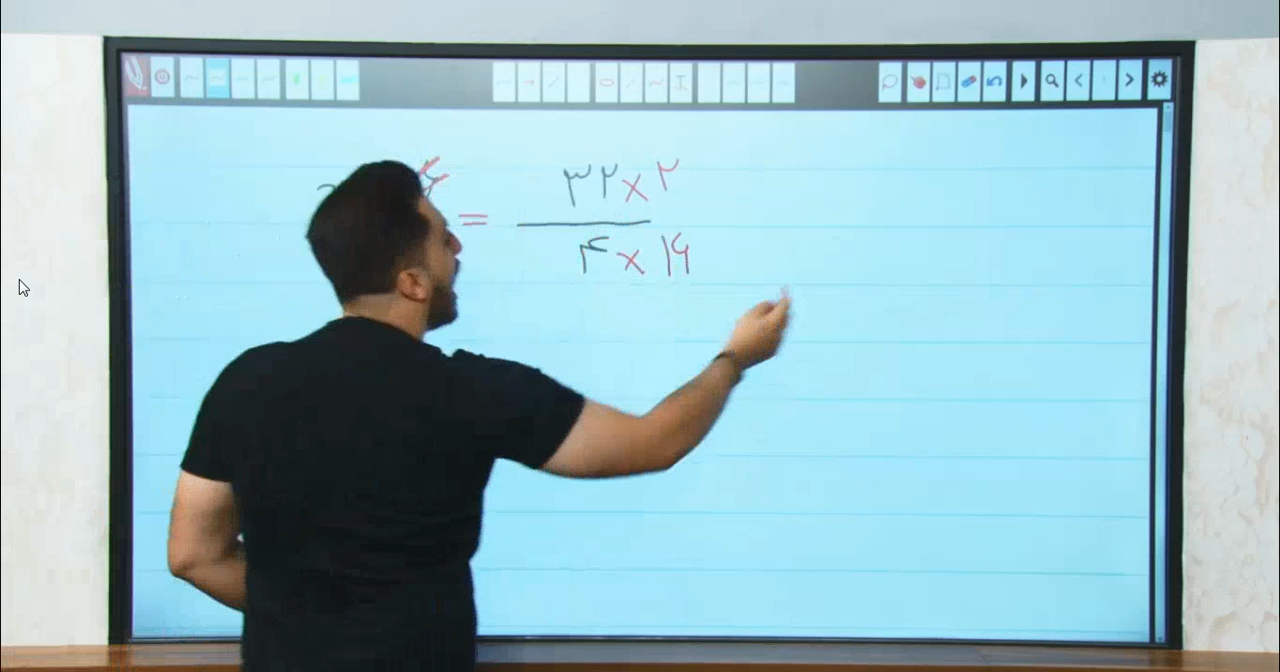 = ۳۲ × ۲
۴ × ۱۶